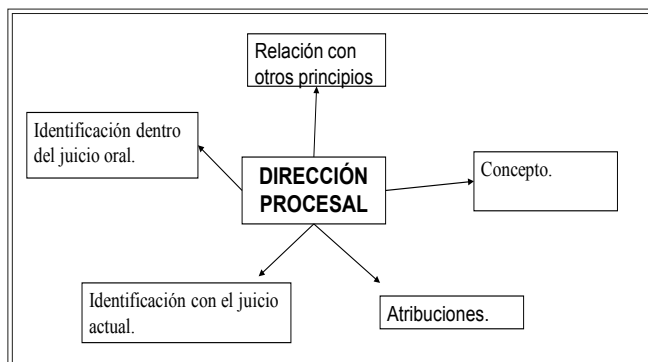 Relación con
otros principios
Identificación dentro
del juicio oral.
DIRECCIÓN
PROCESAL
Concepto.
Identificación con el juicio
actual.
Atribuciones.